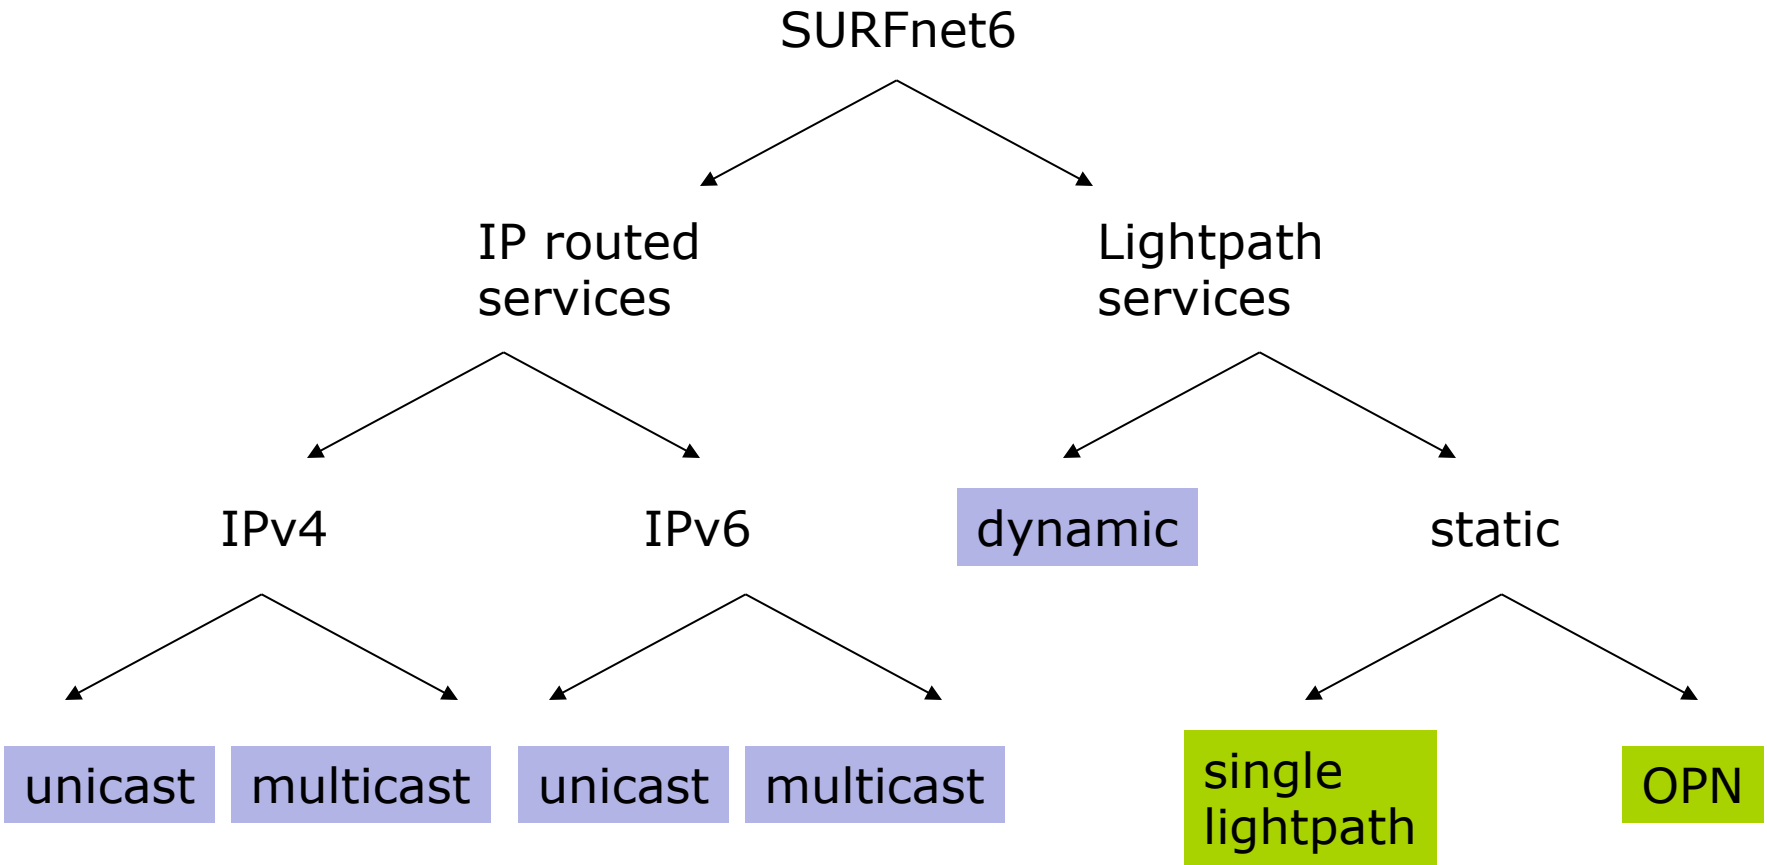 SURFnet6
IP routed
services
Lightpath
services
IPv4
IPv6
dynamic
static
unicast
multicast
unicast
multicast
single
lightpath
OPN